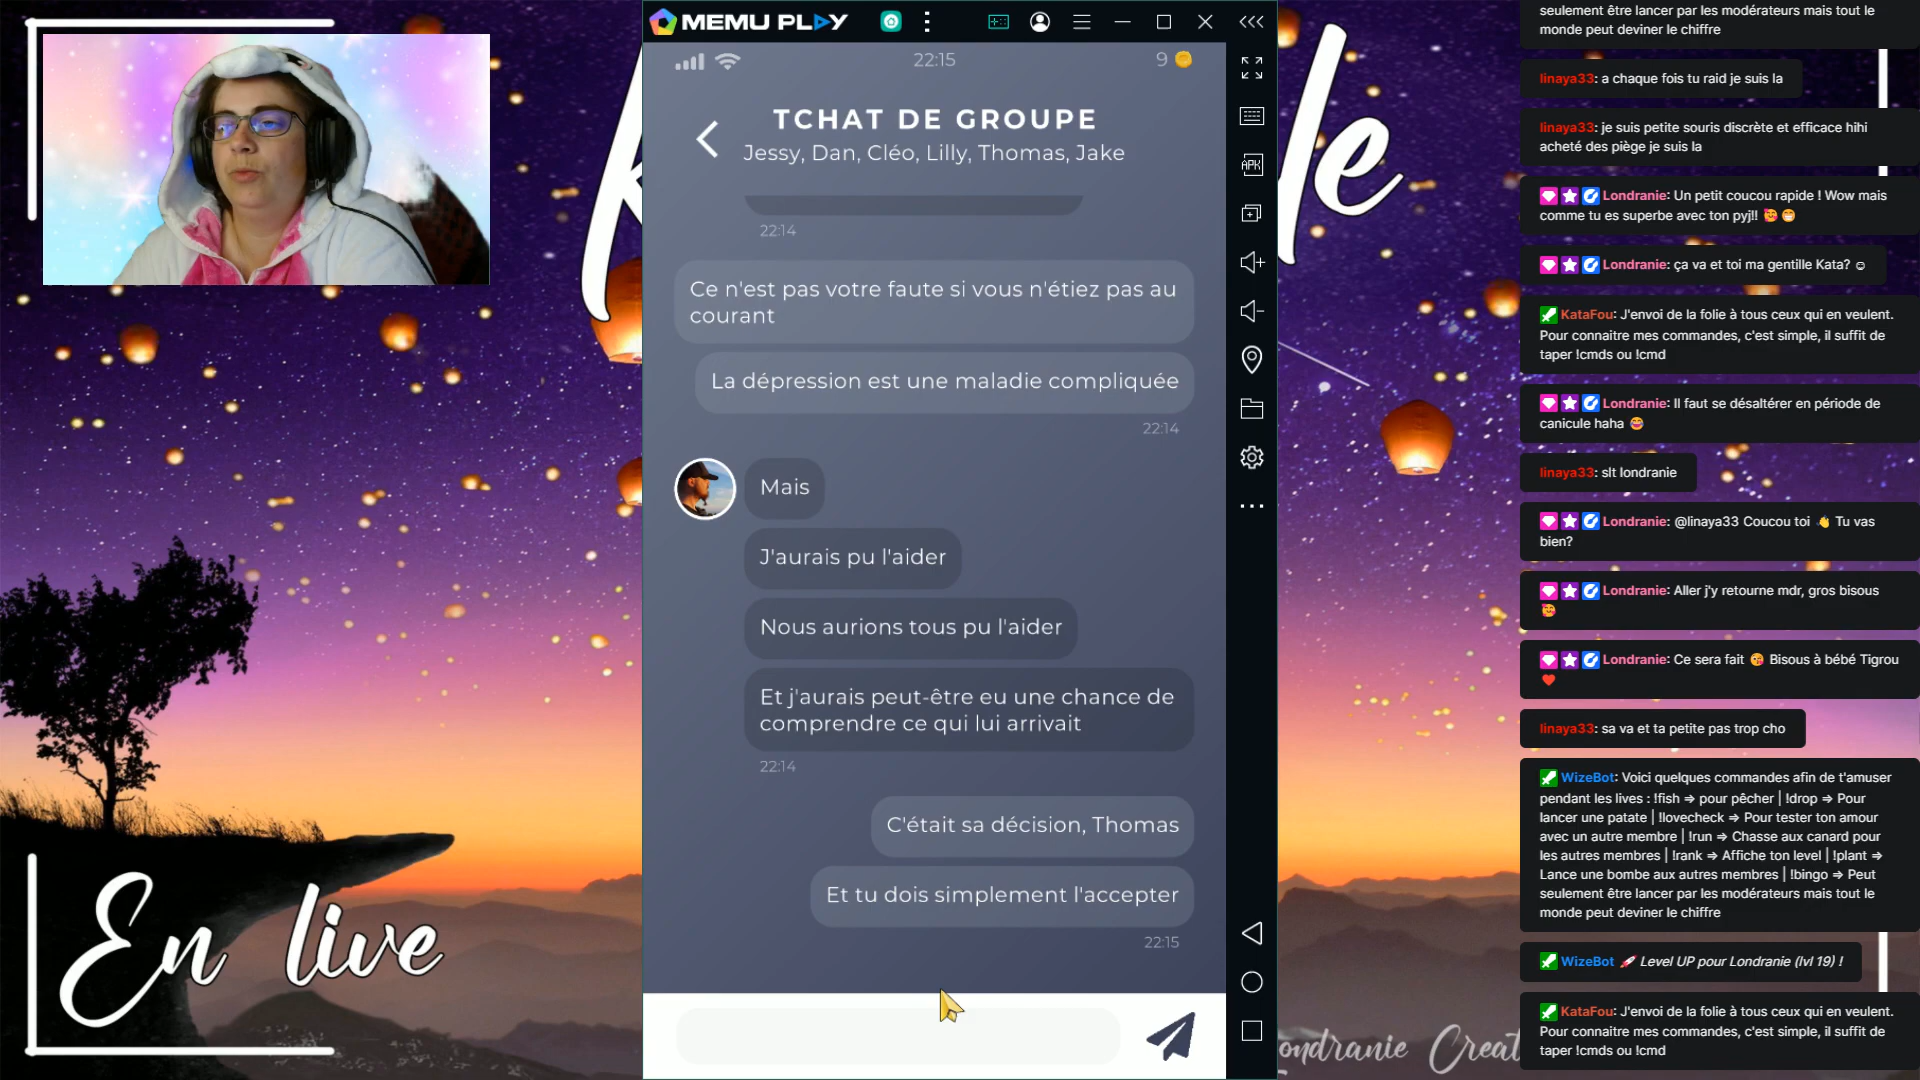 En live
MEMU PLAY
22:15
9
TCHAT DE GROUPE
Jessy, Dan, Cléo, Lilly, Thomas, Jake
22:14
Ce n'est pas votre faute si vous n'étiez pas au
courant
La dépression est une maladie compliquée
22:14
Mais
J'aurais pu l'aider
Nous aurions tous pu l'aider
Et j'aurais peut-être eu une chance de
comprendre ce qui lui arrivait
22:14
C'était sa décision, Thomas
Et tu dois simplement l'accepter
22:15
APK
seulement être lancer par les modérateurs mais tout le
monde peut deviner le chiffre
linaya33: a chaque fois tu raid je suis la
linaya33: je suis petite souris discrète et efficace hihi
acheté des piège je suis la
Londranie: Un petit coucou rapide ! Wow mais
comme tu es superbe avec ton pyj!! 🥰 😁
Londranie: ça va et toi ma gentille Kata? ☺
KataFou: J'envoi de la folie à tous ceux qui en veulent.
Pour connaitre mes commandes, c'est simple, il suffit de
taper !cmds ou !cmd
Londranie: Il faut se désaltérer en période de
canicule haha 😂
linaya33: slt londranie
Londranie: @linaya33 Coucou toi 👋 Tu vas
bien?
Londranie: Aller j'y retourne mdr, gros bisous
🥰
Londranie: Ce sera fait 😘 Bisous à bébé Tigrou
♥
linaya33: sa va et ta petite pas trop cho
WizeBot: Voici quelques commandes afin de t'amuser
pendant les lives : !fish => pour pêcher | !drop => Pour
lancer une patate | !lovecheck => Pour tester ton amour
avec un autre membre | !run => Chasse aux canard pour
les autres membres | !rank => Affiche ton level | !plant =>
Lance une bombe aux autres membres | !bingo => Peut
seulement être lancer par les modérateurs mais tout le
monde peut deviner le chiffre
WizeBot 🚀 Level UP pour Londranie (lvl 19) !
KataFou: J'envoi de la folie à tous ceux qui en veulent.
Pour connaitre mes commandes, c'est simple, il suffit de
taper !cmds ou !cmd